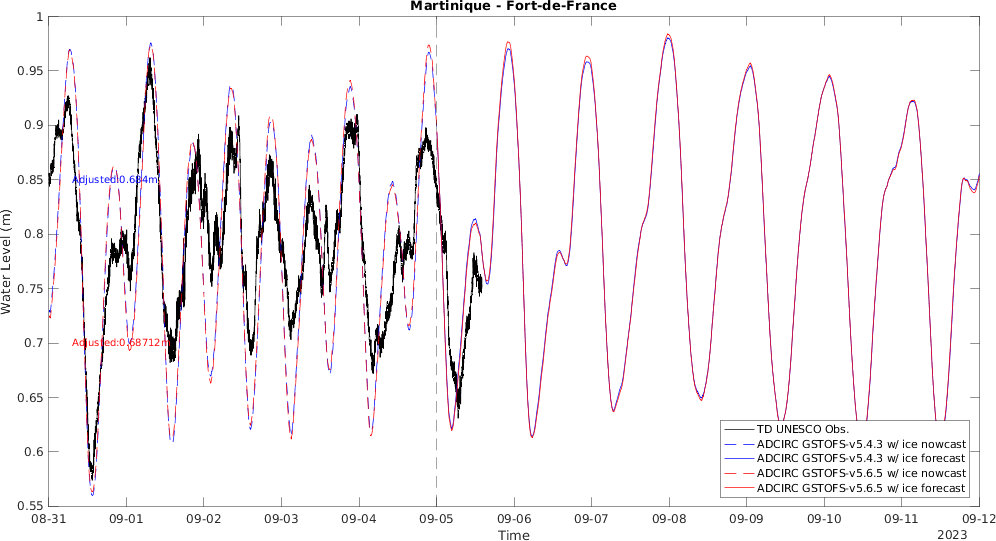 Martinique - Fort-de-France
1
0.95
0.9
0.85
0.8
0.75
0.7
0.65
0.6
0.55
Water Level (m)
Adjusted:0.684m
Adjusted:0.68712m
TD UNESCO Obs.
ADCIRC GSTOFS-v5.4.3 w/ ice nowcast
ADCIRC GSTOFS-v5.4.3 w/ ice forecast
ADCIRC GSTOFS-v5.6.5 w/ ice nowcast
ADCIRC GSTOFS-v5.6.5 w/ ice forecast
08-31 09-01 09-02 09-03 09-04 09-05 09-06 09-07 09-08 09-09 09-10 09-11 09-12
Time
2023